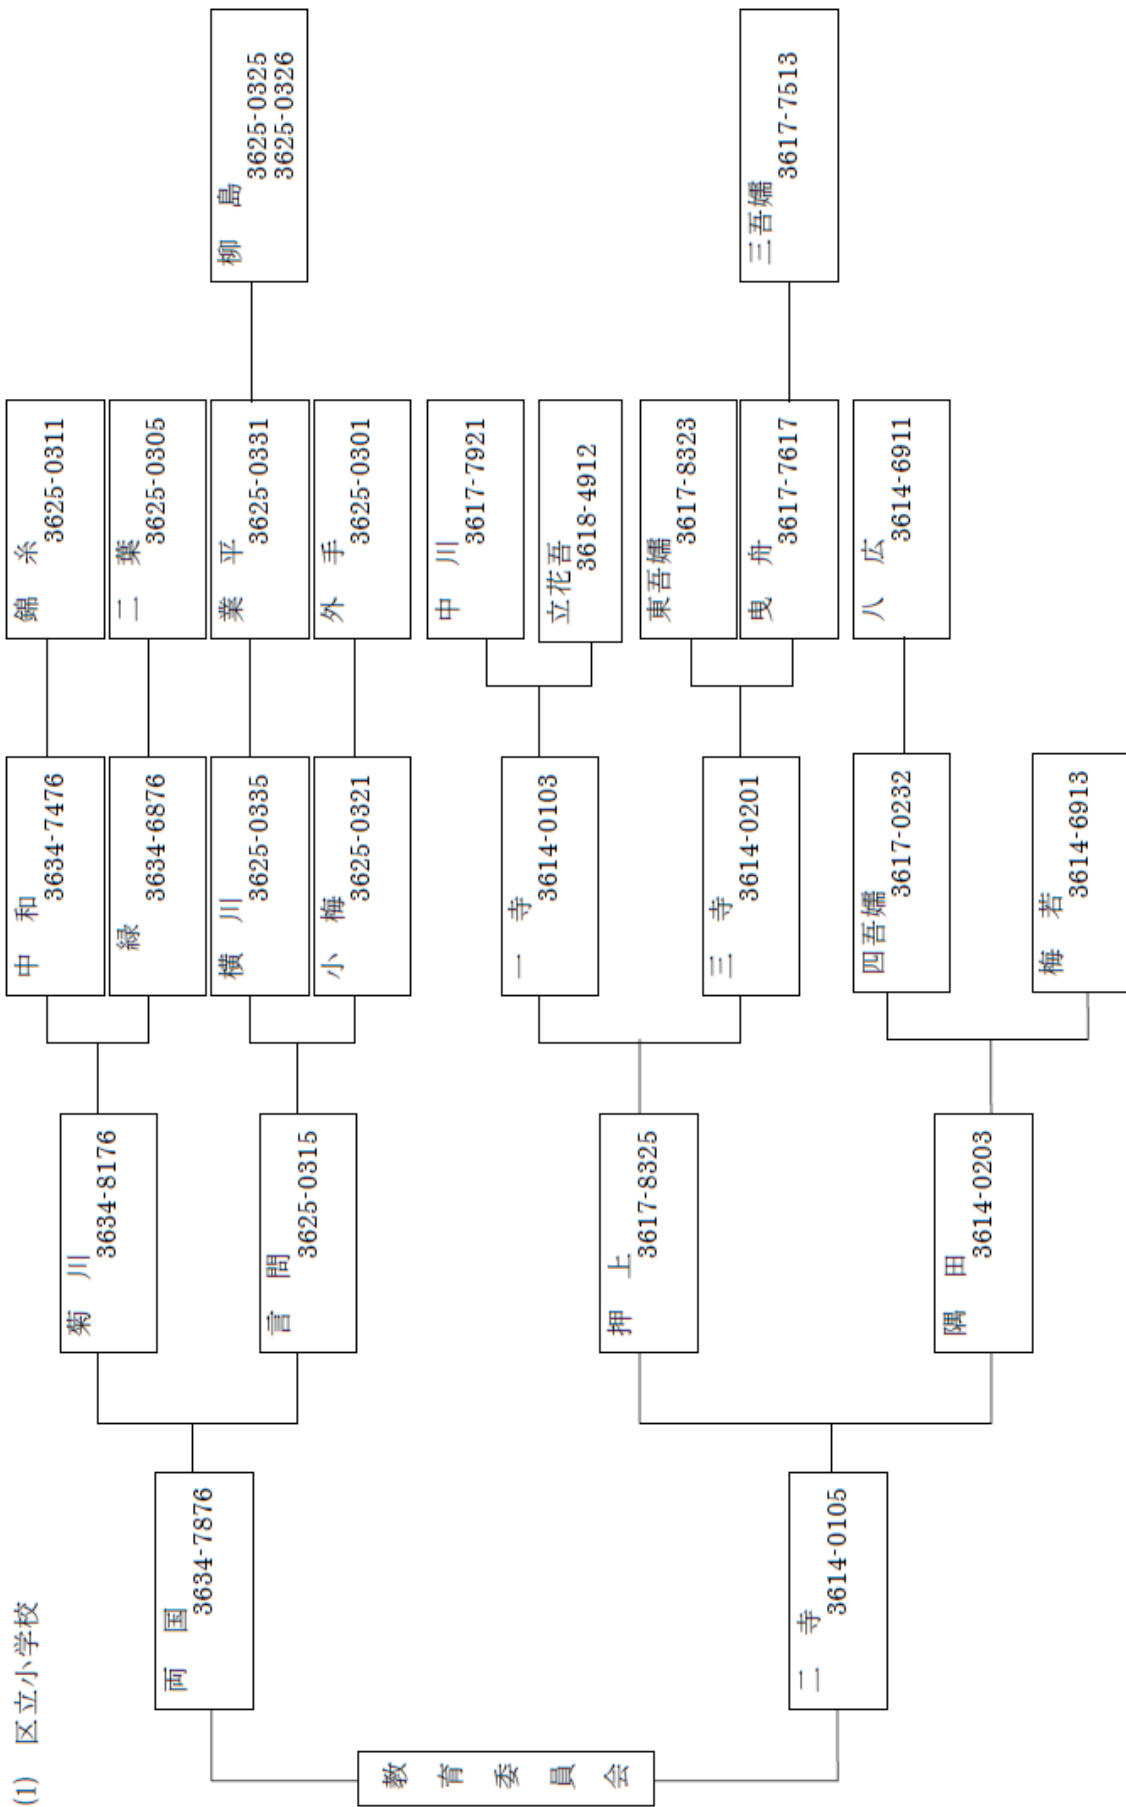 (1) 区立小学校
教育委員会
両国
3634-7876
二寺
3614-0105
菊川
3634-8176
言問
3625-0315
押上
3617-8325
隅田
3614-0203
中和
3634-7476
緑
3634-6876
横川
3625-0335
小梅
3625-0321
一寺
3614-0103
三寺
3614-0201
四吾嬬
3617-0232
梅若
3614-6913
錦糸
3625-0311
二葉
3625-0305
業平
3625-0331
外手
3625-0301
中川
3617-7921
立花吾
3618-4912
東吾嬬
3617-8323
曳舟
3617-7617
八広
3614-6911
柳島
3625-0325
3625-0326
三吾嬬
3617-7513